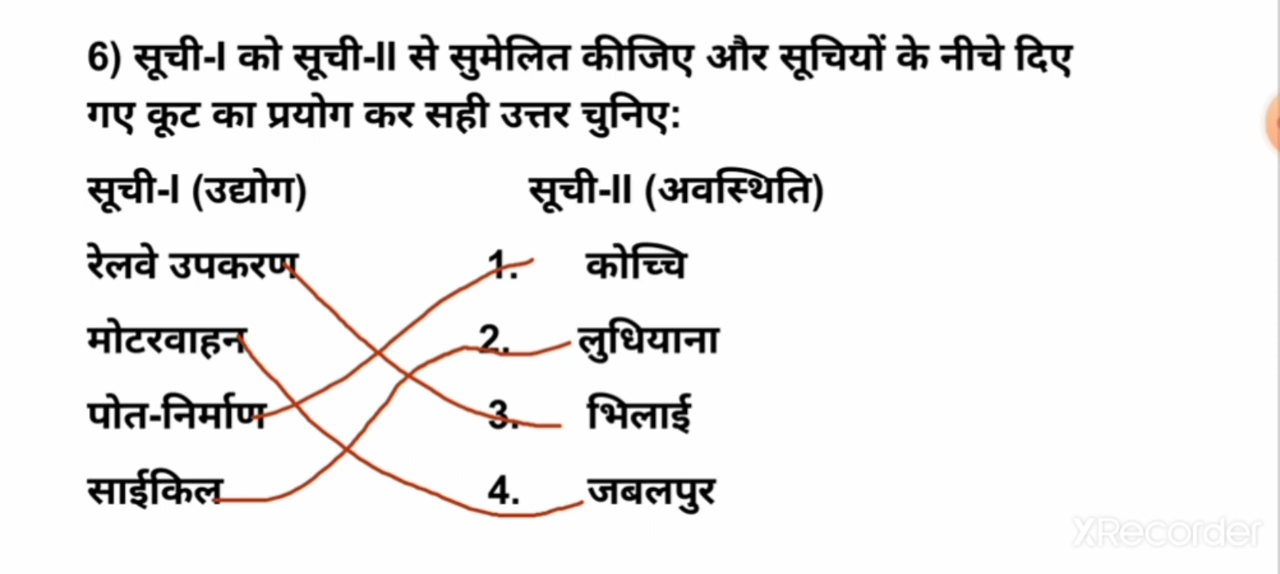 6) सूची-I को सूची-II से सुमेलित कीजिए और सूचियों के नीचे दिए
गए कूट का प्रयोग कर सही उत्तर चुनिए:
सूची-I (उद्योग) सूची-II (अवस्थिति)
रेलवे उपकरण 1. कोच्चि
मोटरवाहन 2. लुधियाना
पोत-निर्माण 3. भिलाई
साईकिल 4. जबलपुर
XRecorder